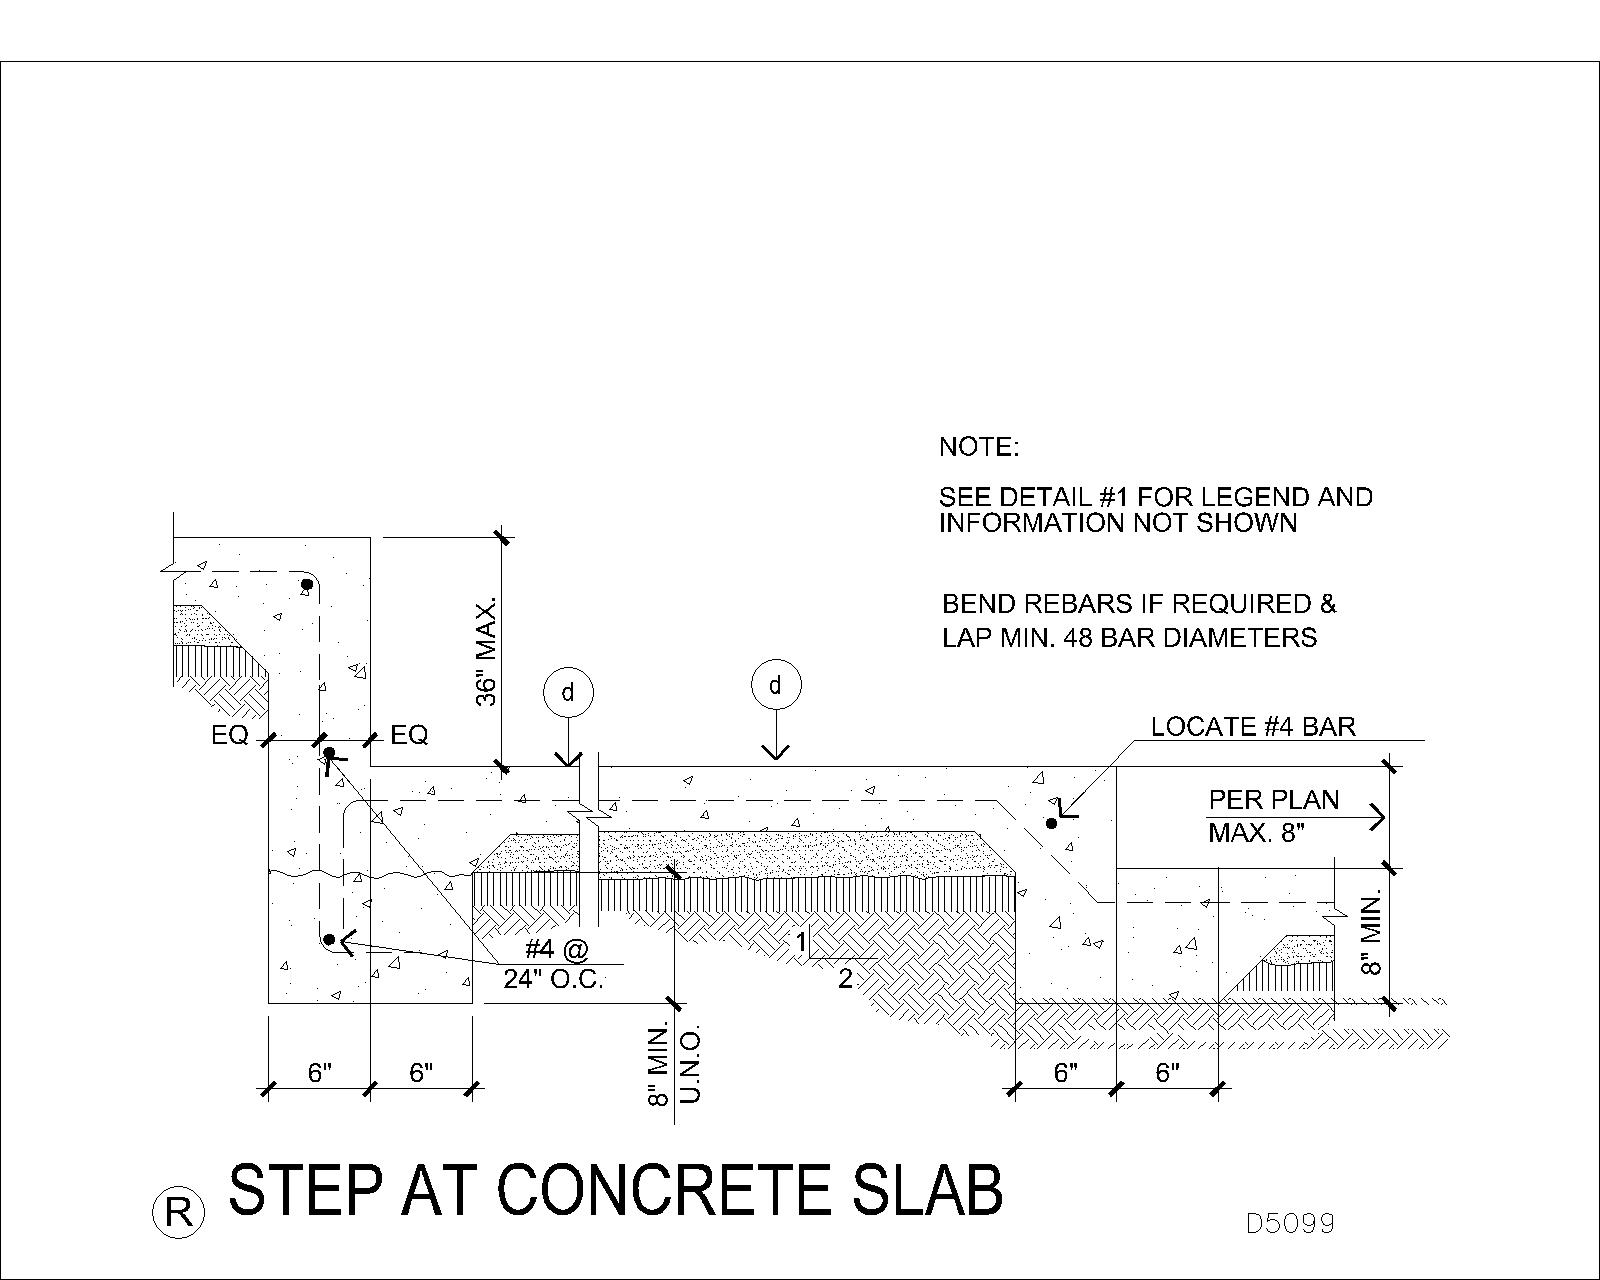 NOTE:
SEE DETAIL #1 FOR LEGEND AND
INFORMATION NOT SHOWN
BEND REBARS IF REQUIRED &
LAP MIN. 48 BAR DIAMETERS
36" MAX.
d
d
EQ
EQ
LOCATE #4 BAR
PER PLAN
MAX. 8"
8" MIN.
#4 @
24" O.C.
1
2
8" MIN.
U.N.O.
6"
6"
6"
6"
R
STEP AT CONCRETE SLAB
D5099